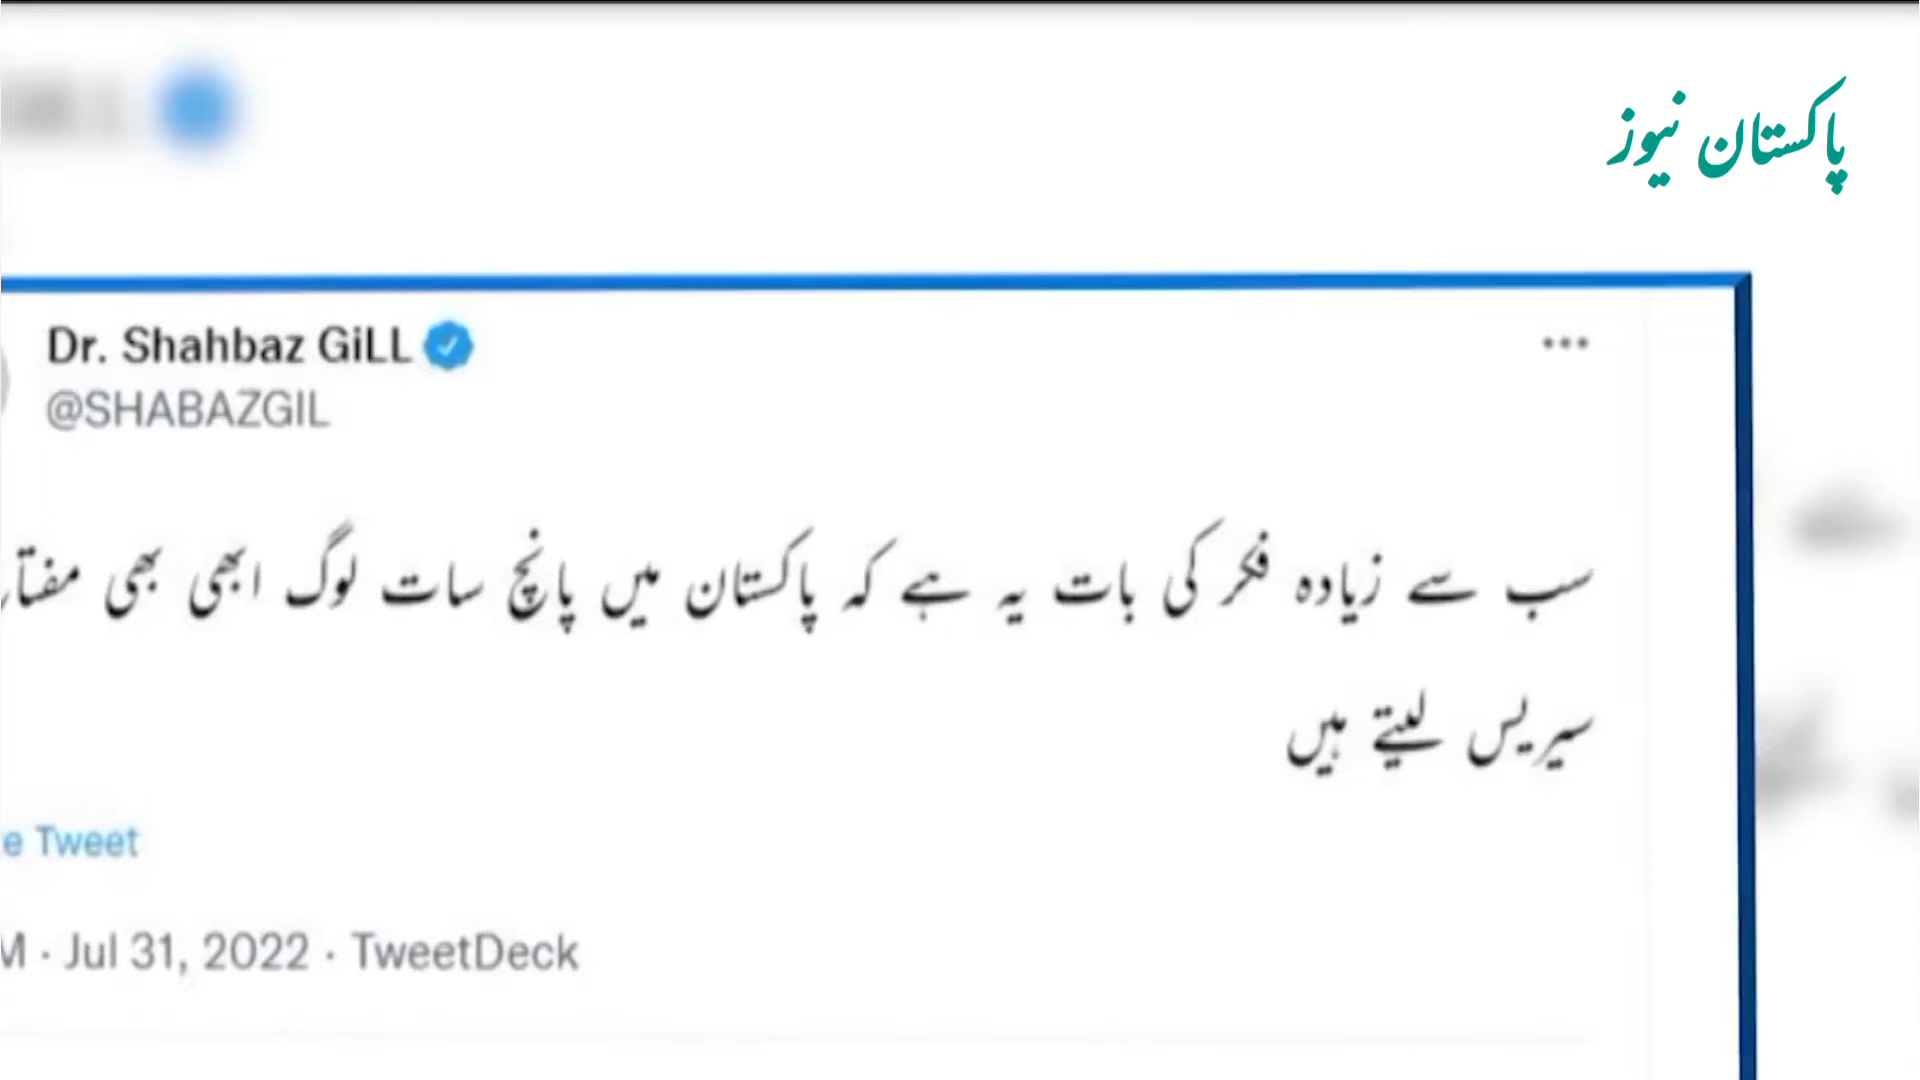 پاکستان نیوز
Dr. Shahbaz GiLL
@SHABAZGIL
سب سے زیادہ فکر کی بات یہ ہے کہ پاکستان میں پانچ سات لوگ ابھی بھی
سیریس لیتے ہیں
e Tweet
M · Jul 31, 2022 · TweetDeck